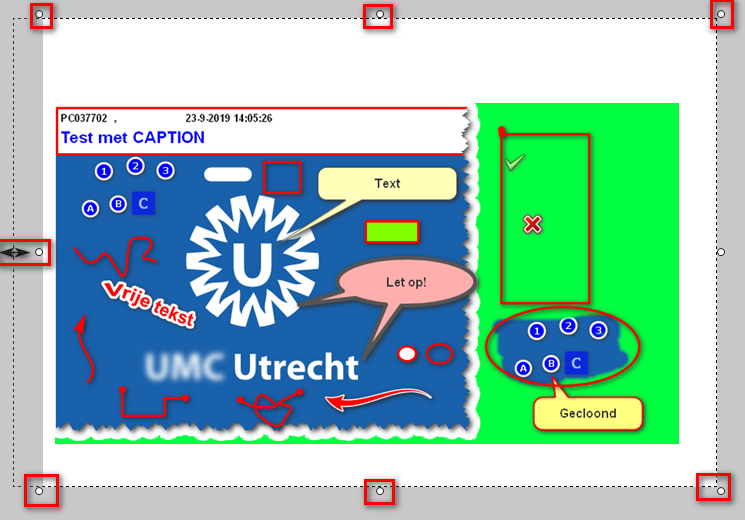 PC037702 , 23-9-2019 14:05:26
Test met CAPTION
1 2 3
A B C
Text
U
Let op!
Vrije tekst
UMC Utrecht
1 2 3
A B C
Gecloond